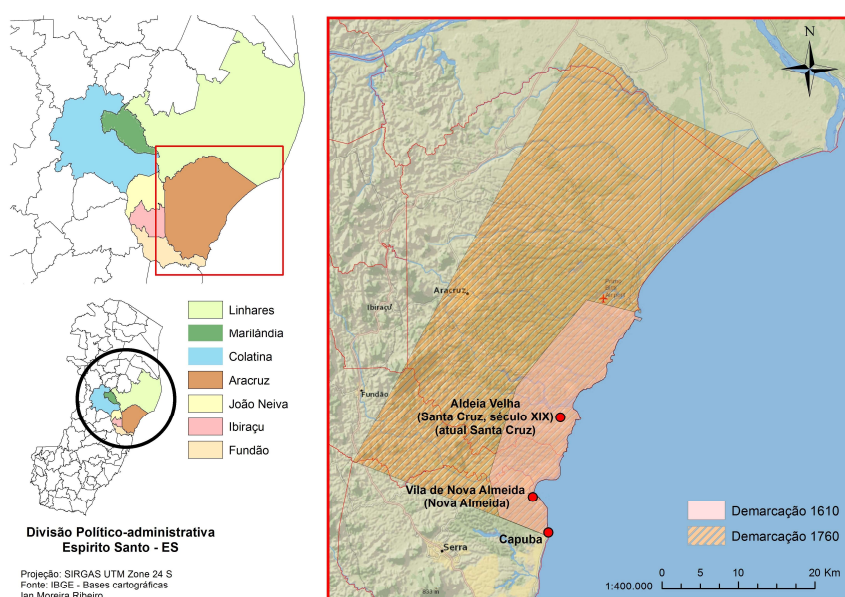 Linhares
Marilândia
Colatina
Aracruz
João Neiva
Ibiraçu
Fundão
Divisão Político-administrativa
Espirito Santo - ES
Projeção: SIRGAS UTM Zone 24 S
Fonte: IBGE - Bases cartográficas
Ian Moreira Ribeiro
N
Aracruz
Ibiraçu
Fundão
Aldeia Velha
(Santa Cruz, século XIX)
(atual Santa Cruz)
Vila de Nova Almeida
(Nova Almeida)
Capuba
Serra
Demarcação 1610
Demarcação 1760
1:400.000
0 5 10 20 Km